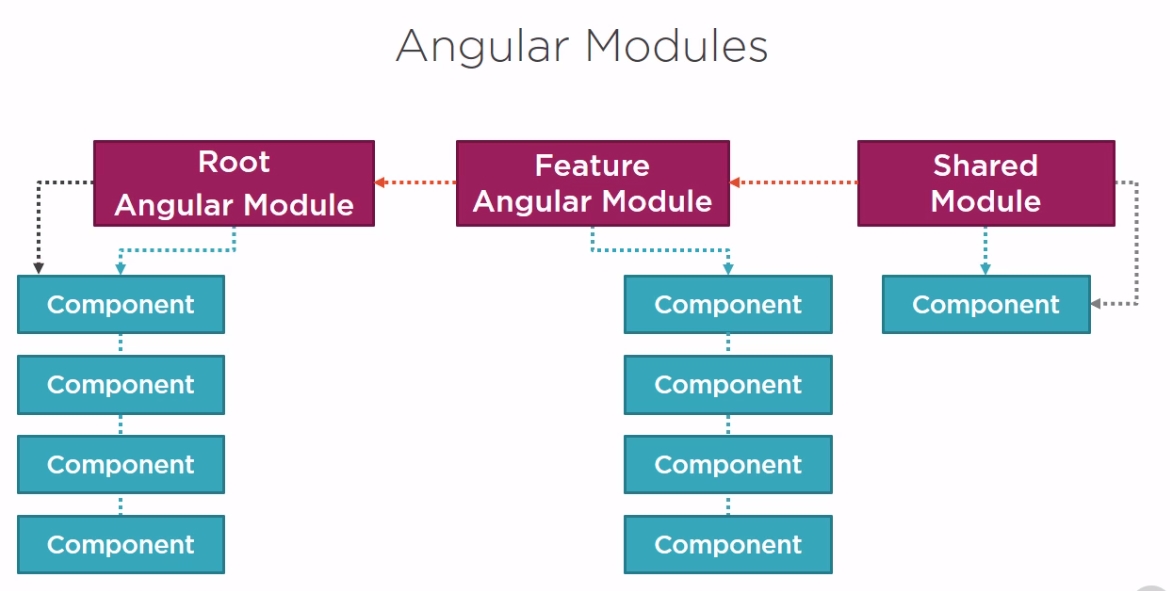 Angular Modules
Root
Angular Module
Feature
Angular Module
Shared
Module
Component
Component
Component
Component
Component
Component
Component
Component
Component